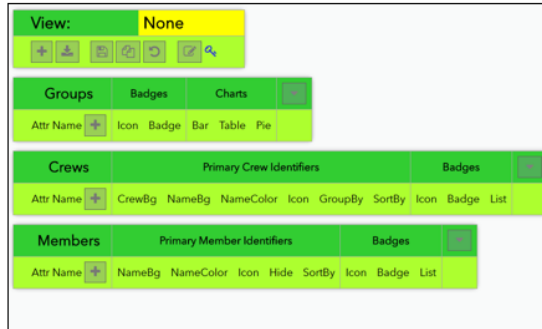 View: None
Groups Badges Charts
Attr Name Icon Badge Bar Table Pie
Crews Primary Crew Identifiers Badges
Attr Name CrewBg NameBg NameColor Icon GroupBy SortBy Icon Badge List
Members Primary Member Identifiers Badges
Attr Name NameBg NameColor Icon Hide SortBy Icon Badge List